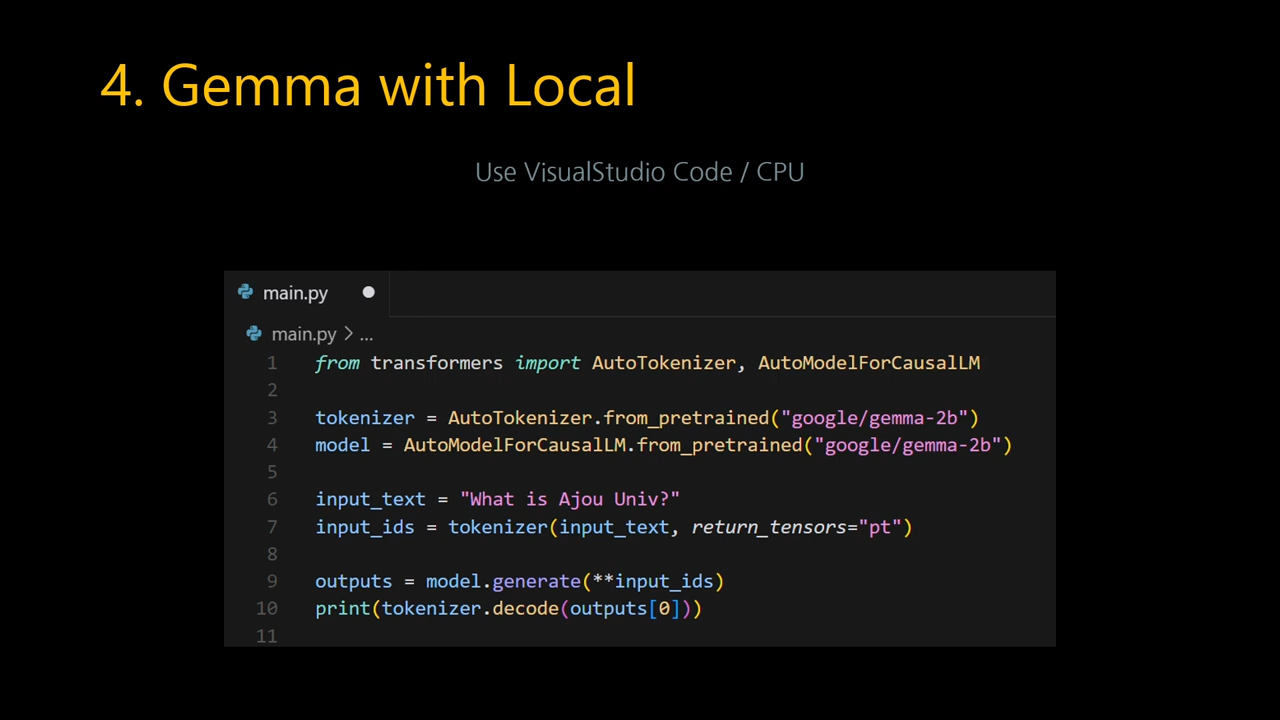 4. Gemma with Local
Use VisualStudio Code / CPU
main.py
main.py > ...
1 from transformers import AutoTokenizer, AutoModelForCausalLM
2
3 tokenizer = AutoTokenizer.from_pretrained("google/gemma-2b")
4 model = AutoModelForCausalLM.from_pretrained("google/gemma-2b")
5
6 input_text = "What is Ajou Univ?"
7 input_ids = tokenizer(input_text, return_tensors="pt")
8
9 outputs = model.generate(**input_ids)
10 print(tokenizer.decode(outputs[0]))
11